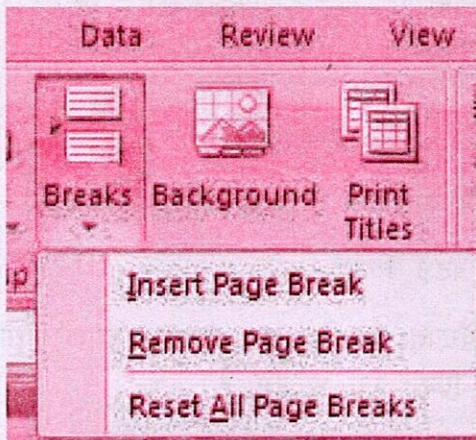 Data Review View
Breaks Background Print
Titles
Insert Page Break
Remove Page Break
Reset All Page Breaks